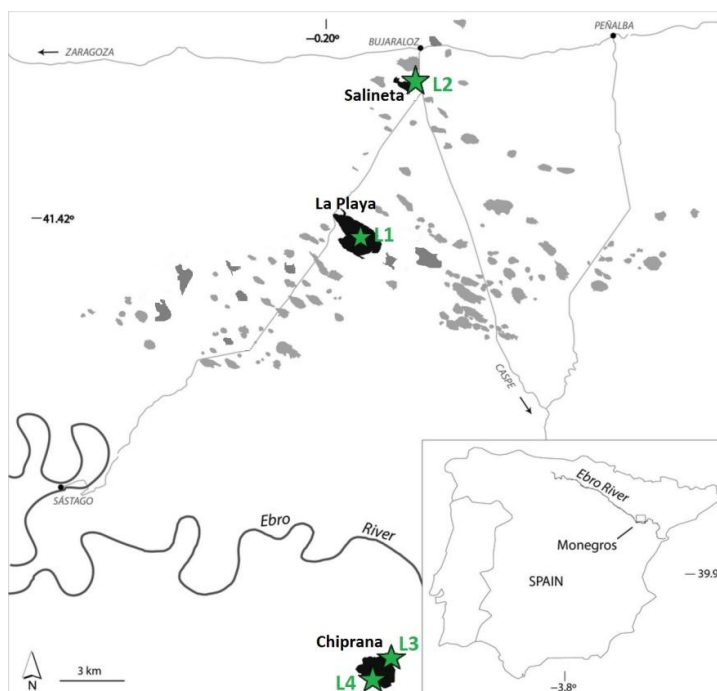 −0.20º
PEÑALBA
BUJARALOZ
ZARAGOZA
Salineta
L2
La Playa
−41.42º
L1
CASPE
SÁSTAGO
Ebro
River
Ebro River
Monegros
SPAIN
−39.9
−3.8º
Chiprana
L3
L4
N
3 km